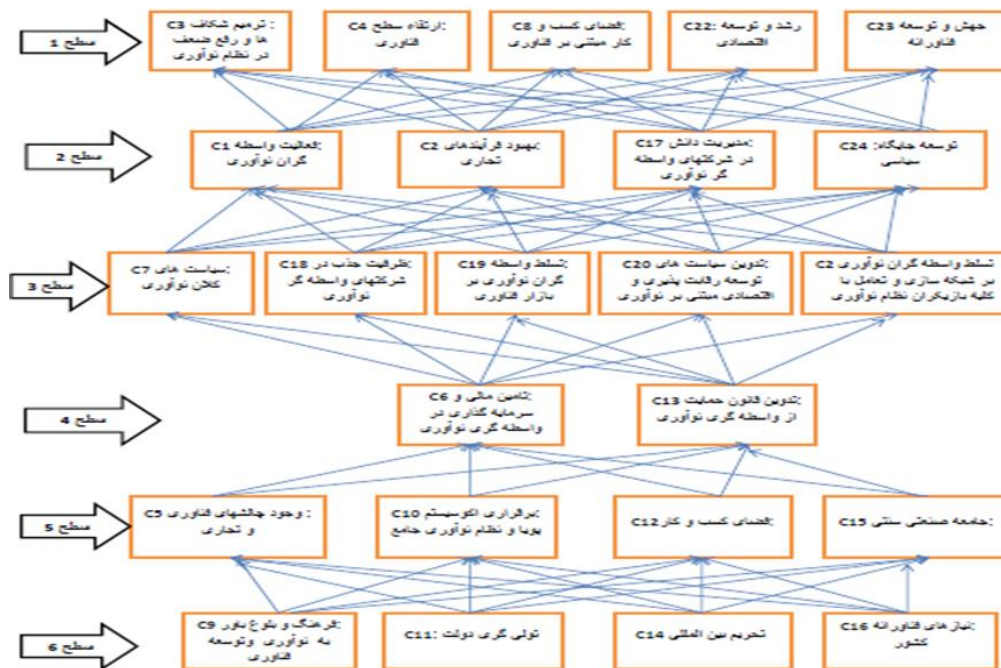 سطح 1
C3 ترمیم شکاف :
ها و رفع ضعف
در نظام نوآوری
C4 ارتقاء سطح:
فناوری
C8 فضای کسب و:
کار مبتنی بر فناوری
C22: رشد و توسعه
اقتصادی
C23 جهش و توسعه
فناورانه
سطح 2
C1 فعالیت واسطه:
گران نوآوری
C2 بهبود فرآیندهای:
تجاری
C17 مدیریت دانش:
در شرکتهای واسطه
گر نوآوری
C24: توسعه جایگاه
سیاسی
سطح 3
C7 سیاست های:
کلان نوآوری
C18 ظرفیت جذب در:
شرکتهای واسطه گر
نوآوری
C19 تسلط واسطه:
گران نوآوری بر
بازار فناوری
C20 تدوین سیاست های:
توسعه رقابت پذیری و
اقتصادی مبتنی بر نوآوری
C2 تسلط واسطه گران نوآوری
بر شبکه سازی و تعامل با
کلیه بازیگران نظام نوآوری
سطح 4
C6 تامین مالی و:
سرمایه گذاری در
واسطه گری نوآوری
C13 تدوین قانون حمایت:
از واسطه گری نوآوری
سطح 5
C5 وجود چالشهای فناوری :
و تجاری
C10 برقراری اکوسیستم:
پویا و نظام نوآوری جامع
C12 فضای کسب و کار:
C15 جامعه صنعتی سنتی:
سطح 6
C9 فرهنگ و بلوغ باور:
به نوآوری وتوسعه
فناوری
C11: تولی گری دولت
C14 تحریم بین المللی
C16 نیازهای فناورانه:
کشور